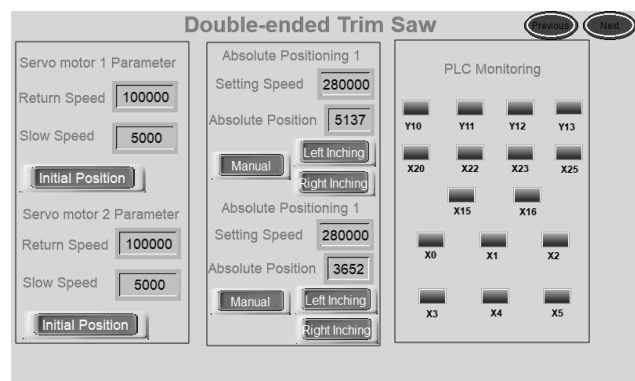 Double-ended Trim Saw
Previous
Next
Servo motor 1 Parameter
Return Speed 100000
Slow Speed 5000
Initial Position
Servo motor 2 Parameter
Return Speed 100000
Slow Speed 5000
Initial Position
Absolute Positioning 1
Setting Speed 280000
Absolute Position 5137
Manual
Left Inching
Right Inching
Absolute Positioning 1
Setting Speed 280000
Absolute Position 3652
Manual
Left Inching
Right Inching
PLC Monitoring
Y10 Y11 Y12 Y13
X20 X22 X23 X25
X15 X16
X0 X1 X2
X3 X4 X5